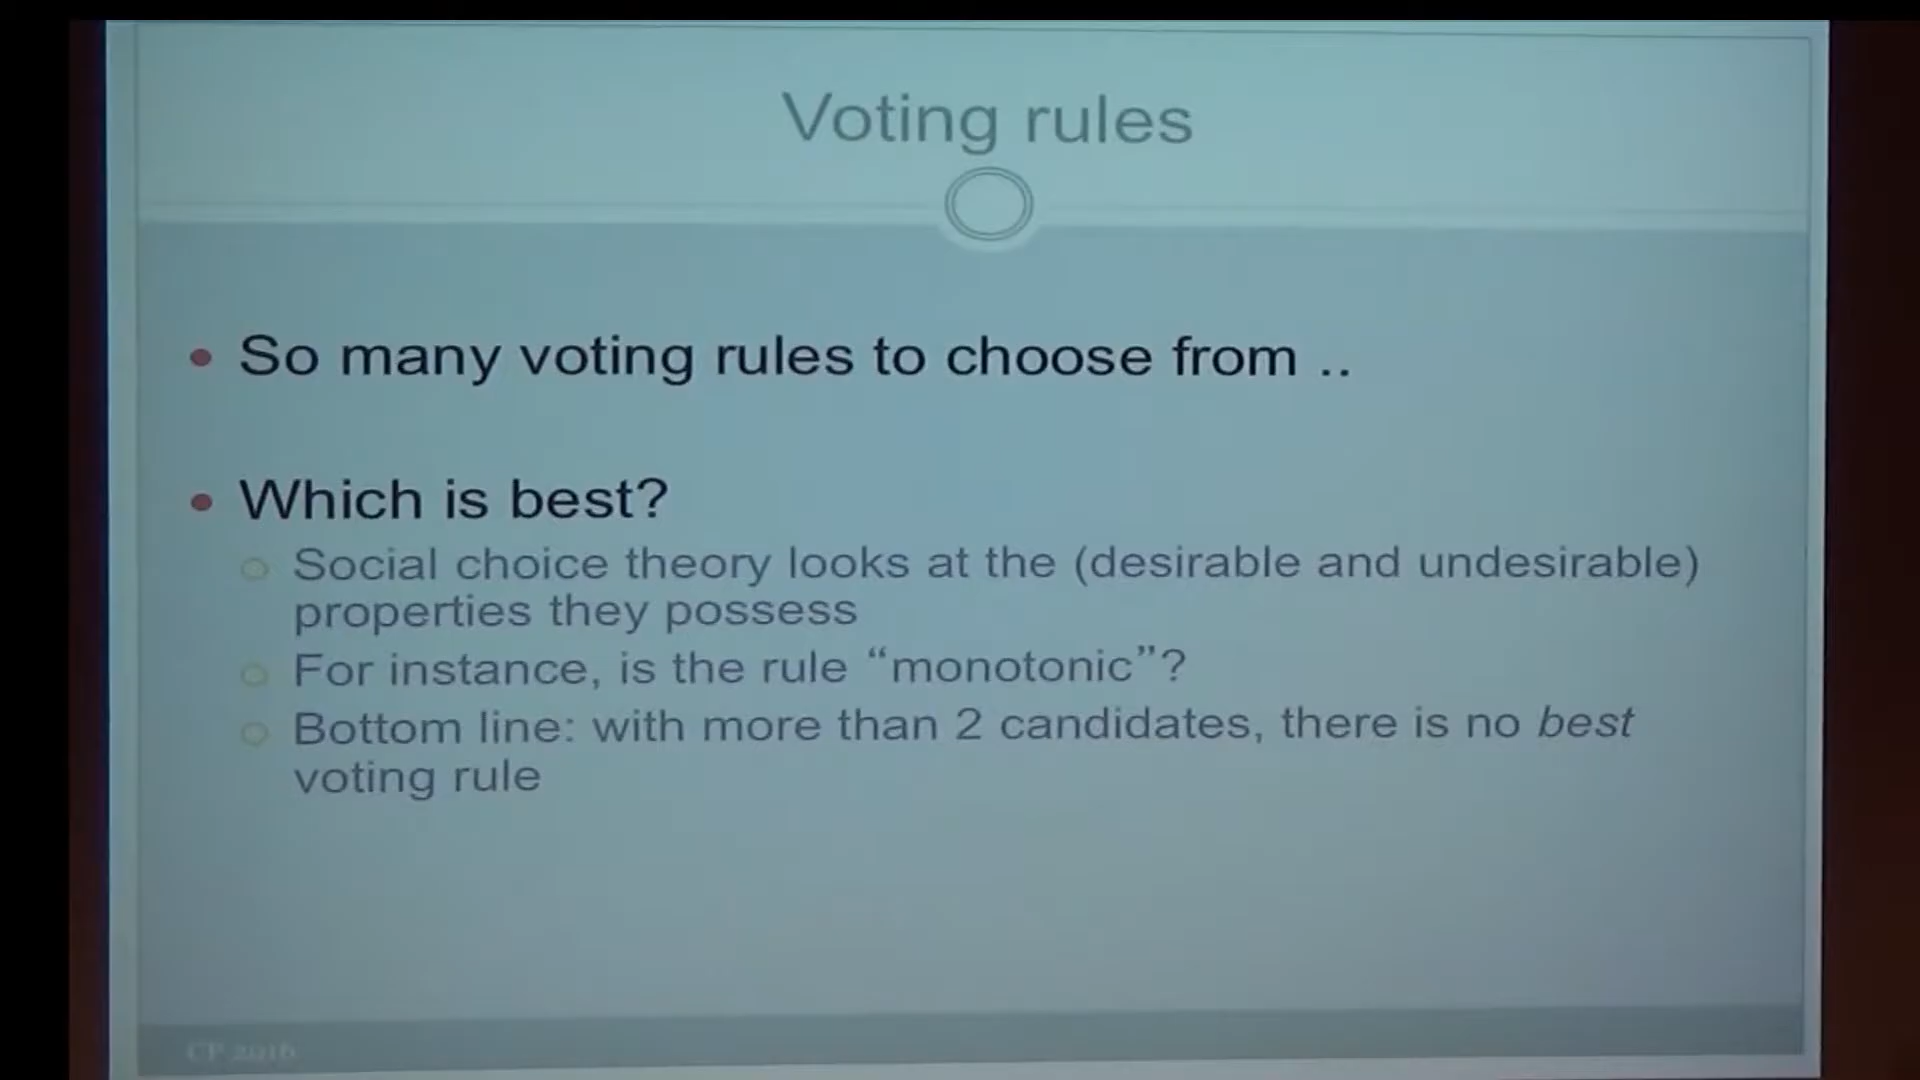 Voting rules
So many voting rules to choose from ..
Which is best?
Social choice theory looks at the (desirable and undesirable)
properties they possess
For instance, is the rule “monotonic”?
Bottom line: with more than 2 candidates, there is no best
voting rule
CP 2016